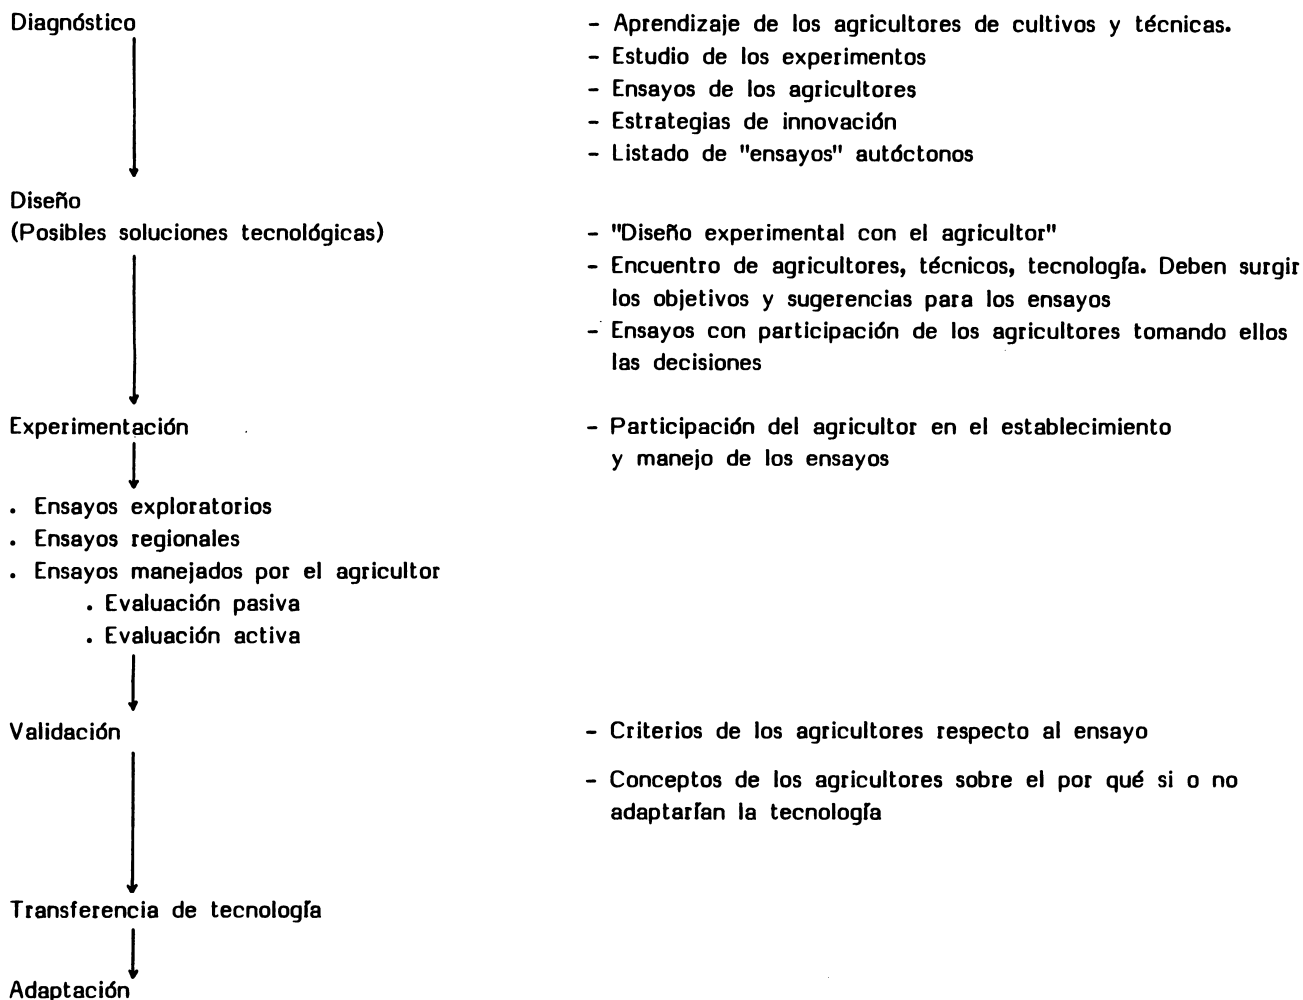 Diagnóstico
- Aprendizaje de los agricultores de cultivos y técnicas.
- Estudio de los experimentos
- Ensayos de los agricultores
- Estrategias de innovación
- Listado de "ensayos" autóctonos
Diseño
(Posibles soluciones tecnológicas)
- "Diseño experimental con el agricultor"
- Encuentro de agricultores, técnicos, tecnología. Deben surgir
los objetivos y sugerencias para los ensayos
- Ensayos con participación de los agricultores tomando ellos
las decisiones
Experimentación
- Participación del agricultor en el establecimiento
y manejo de los ensayos
. Ensayos exploratorios
. Ensayos regionales
. Ensayos manejados por el agricultor
. Evaluación pasiva
. Evaluación activa
Validación
- Criterios de los agricultores respecto al ensayo
- Conceptos de los agricultores sobre el por qué si o no
adaptarían la tecnología
Transferencia de tecnología
Adaptación